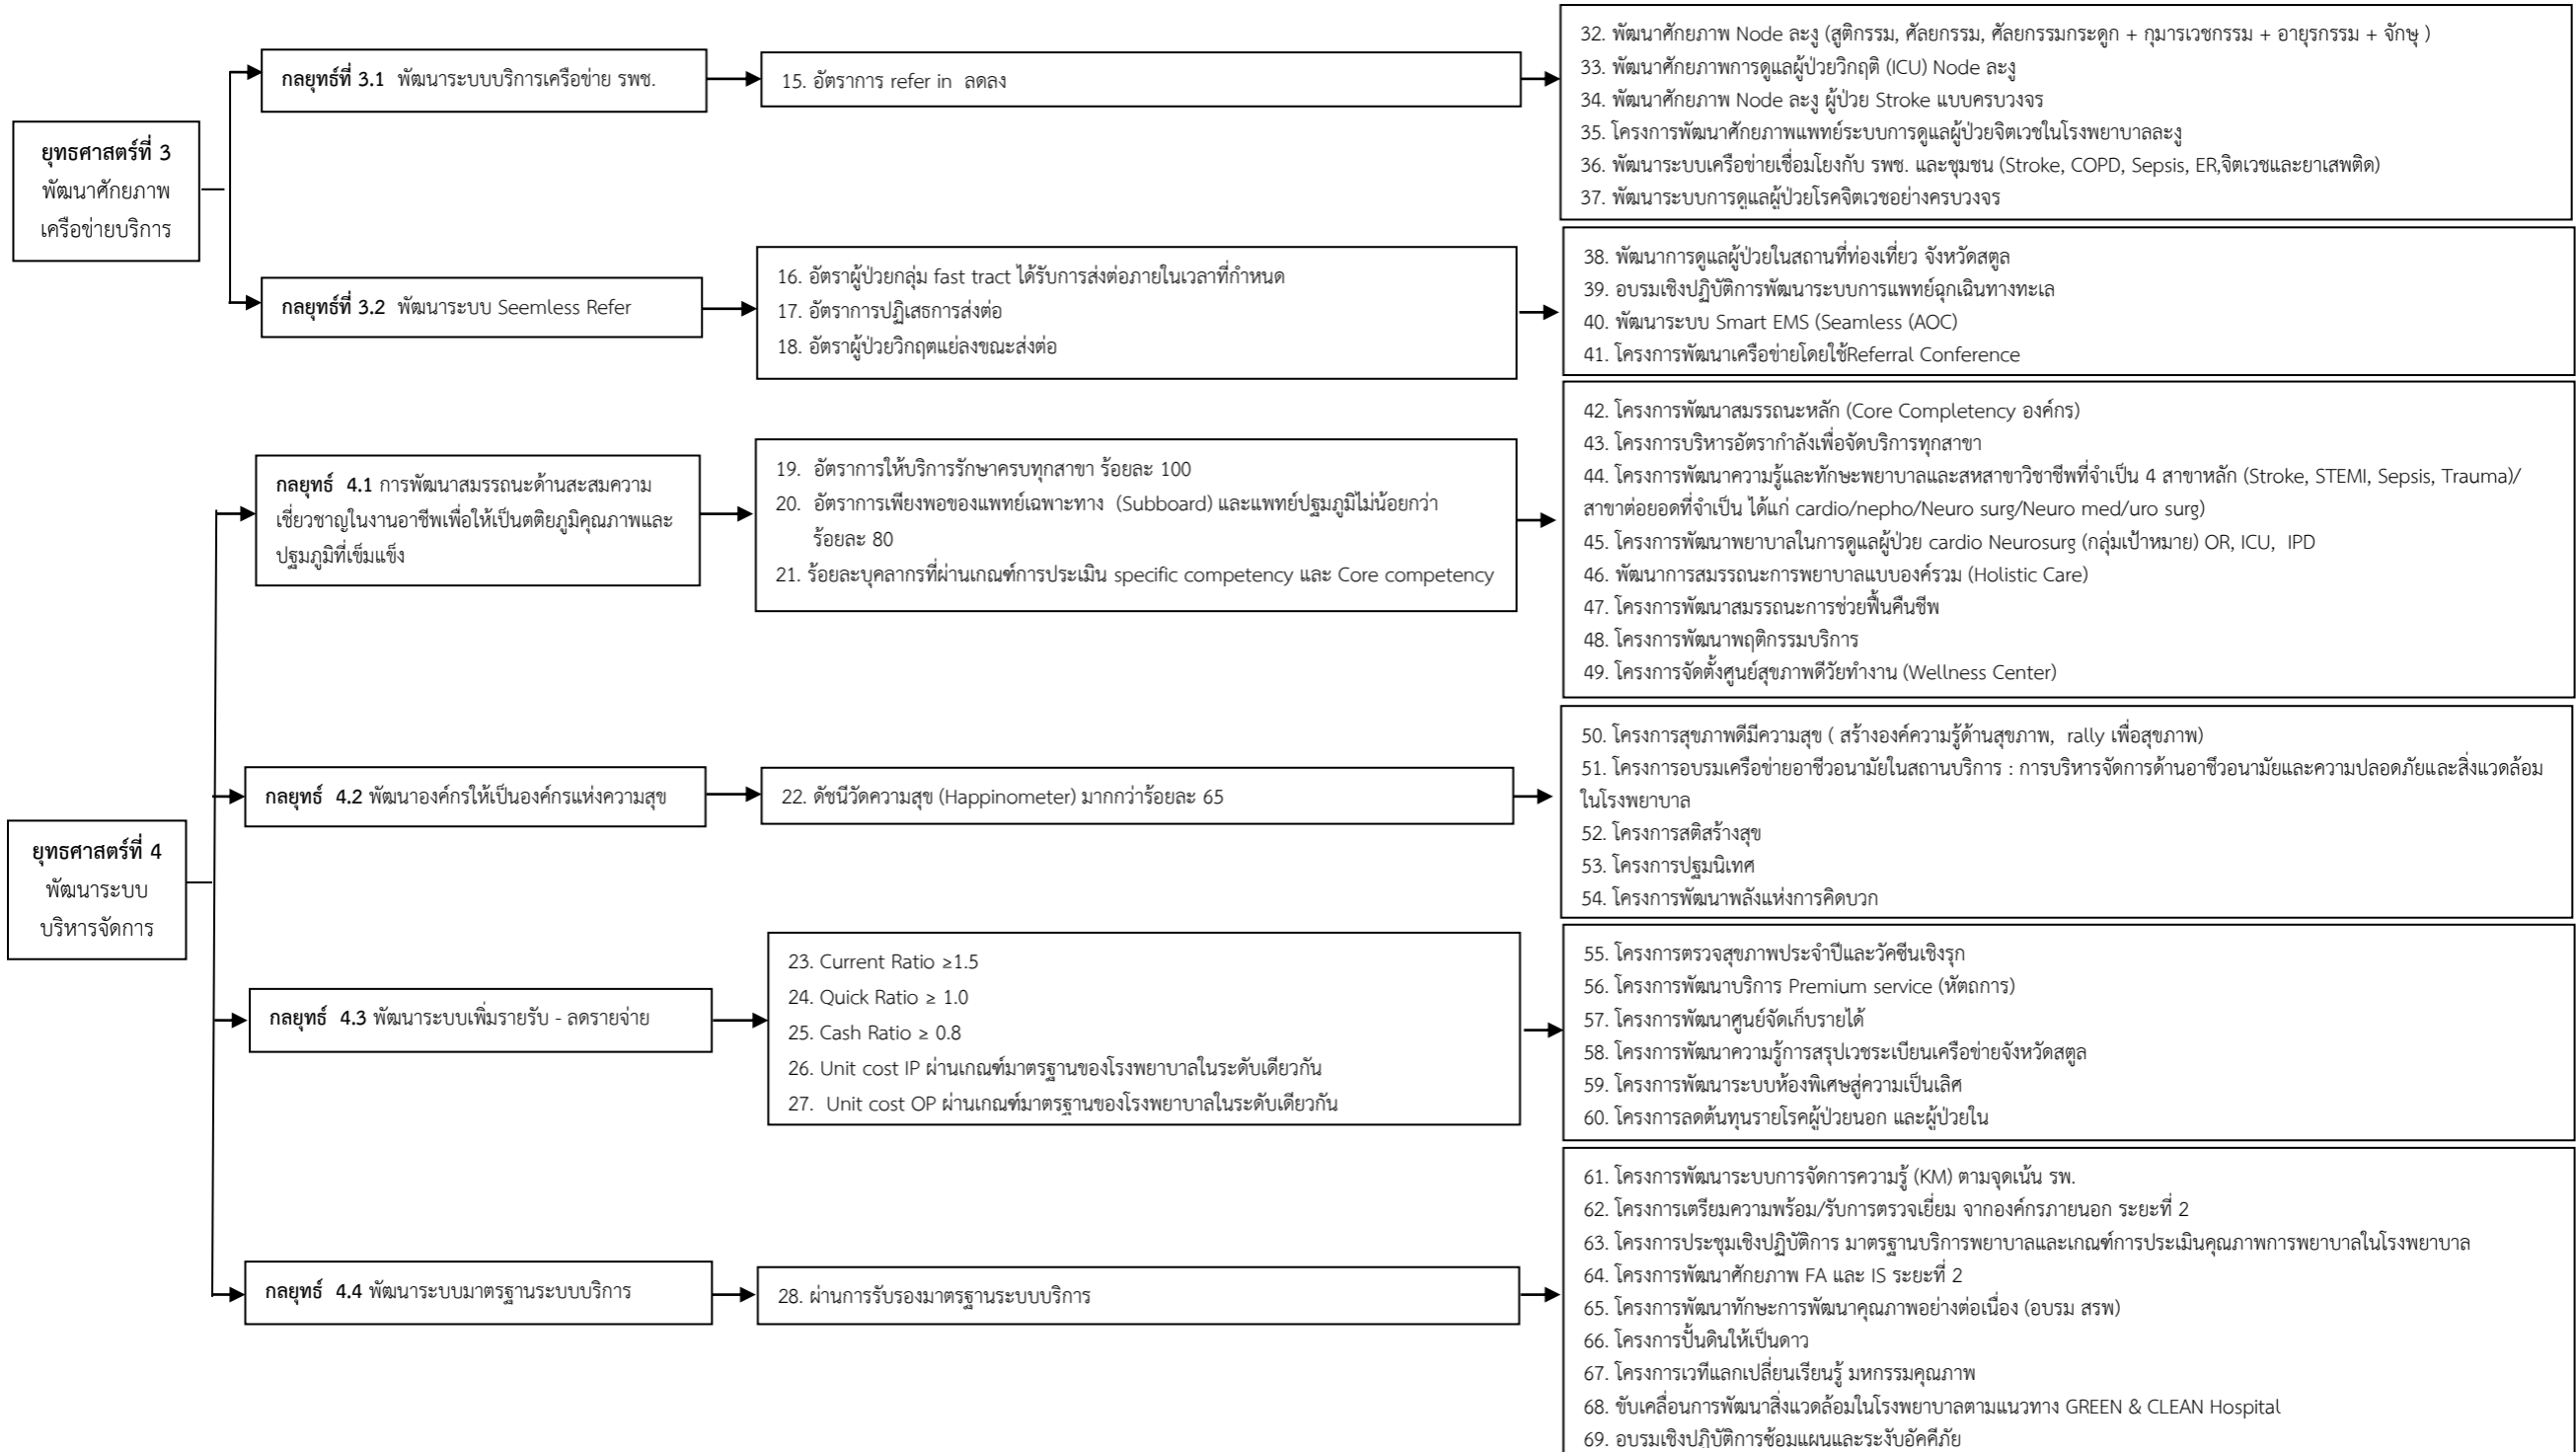 ยุทธศาสตร์ที่ 3
พัฒนาศักยภาพ
เครือข่ายบริการ
กลยุทธ์ที่ 3.1 พัฒนาระบบบริการเครือข่าย รพช.
15. อัตราการ refer in ลดลง
32. พัฒนาศักยภาพ Node ละงู (สูติกรรม, ศัลยกรรม, ศัลยกรรมกระดูก + กุมารเวชกรรม + อายุรกรรม + จักษุ )
33. พัฒนาศักยภาพการดูแลผู้ป่วยวิกฤติ (ICU) Node ละงู
34. พัฒนาศักยภาพ Node ละงู ผู้ป่วย Stroke แบบครบวงจร
35. โครงการพัฒนาศักยภาพแพทย์ระบบการดูแลผู้ป่วยจิตเวชในโรงพยาบาลละงู
36. พัฒนาระบบเครือข่ายเชื่อมโยงกับ รพช. และชุมชน (Stroke, COPD, Sepsis, ER,จิตเวชและยาเสพติด)
37. พัฒนาระบบการดูแลผู้ป่วยโรคจิตเวชอย่างครบวงจร
กลยุทธ์ที่ 3.2 พัฒนาระบบ Seemless Refer
16. อัตราผู้ป่วยกลุ่ม fast tract ได้รับการส่งต่อภายในเวลาที่กำหนด
17. อัตราการปฏิเสธการส่งต่อ
18. อัตราผู้ป่วยวิกฤตแย่ลงขณะส่งต่อ
38. พัฒนาการดูแลผู้ป่วยในสถานที่ท่องเที่ยว จังหวัดสตูล
39. อบรมเชิงปฏิบัติการพัฒนาระบบการแพทย์ฉุกเฉินทางทะเล
40. พัฒนาระบบ Smart EMS (Seamless (AOC)
41. โครงการพัฒนาเครือข่ายโดยใช้Referral Conference
ยุทธศาสตร์ที่ 4
พัฒนาระบบ
บริหารจัดการ
กลยุทธ์ 4.1 การพัฒนาสมรรถนะด้านสะสมความ
เชี่ยวชาญในงานอาชีพเพื่อให้เป็นตติยภูมิคุณภาพและ
ปฐมภูมิที่เข็มแข็ง
19. อัตราการให้บริการรักษาครบทุกสาขา ร้อยละ 100
20. อัตราการเพียงพอของแพทย์เฉพาะทาง (Subboard) และแพทย์ปฐมภูมิไม่น้อยกว่า
ร้อยละ 80
21. ร้อยละบุคลากรที่ผ่านเกณฑ์การประเมิน specific competency และ Core competency
42. โครงการพัฒนาสมรรถนะหลัก (Core Completency องค์กร)
43. โครงการบริหารอัตรากำลังเพื่อจัดบริการทุกสาขา
44. โครงการพัฒนาความรู้และทักษะพยาบาลและสหสาขาวิชาชีพที่จำเป็น 4 สาขาหลัก (Stroke, STEMI, Sepsis, Trauma)/
สาขาต่อยอดที่จำเป็น ได้แก่ cardio/nepho/Neuro surg/Neuro med/uro surg)
45. โครงการพัฒนาพยาบาลในการดูแลผู้ป่วย cardio Neurosurg (กลุ่มเป้าหมาย) OR, ICU, IPD
46. พัฒนาการสมรรถนะการพยาบาลแบบองค์รวม (Holistic Care)
47. โครงการพัฒนาสมรรถนะการช่วยฟื้นคืนชีพ
48. โครงการพัฒนาพฤติกรรมบริการ
49. โครงการจัดตั้งศูนย์สุขภาพดีวัยทำงาน (Wellness Center)
กลยุทธ์ 4.2 พัฒนาองค์กรให้เป็นองค์กรแห่งความสุข
22. ดัชนีวัดความสุข (Happinometer) มากกว่าร้อยละ 65
50. โครงการสุขภาพดีมีความสุข ( สร้างองค์ความรู้ด้านสุขภาพ, rally เพื่อสุขภาพ)
51. โครงการอบรมเครือข่ายอาชีวอนามัยในสถานบริการ : การบริหารจัดการด้านอาชีวอนามัยและความปลอดภัยและสิ่งแวดล้อม
ในโรงพยาบาล
52. โครงการสติสร้างสุข
53. โครงการปฐมนิเทศ
54. โครงการพัฒนาพลังแห่งการคิดบวก
กลยุทธ์ 4.3 พัฒนาระบบเพิ่มรายรับ - ลดรายจ่าย
23. Current Ratio ≥1.5
24. Quick Ratio ≥ 1.0
25. Cash Ratio ≥ 0.8
26. Unit cost IP ผ่านเกณฑ์มาตรฐานของโรงพยาบาลในระดับเดียวกัน
27. Unit cost OP ผ่านเกณฑ์มาตรฐานของโรงพยาบาลในระดับเดียวกัน
55. โครงการตรวจสุขภาพประจำปีและวัคซีนเชิงรุก
56. โครงการพัฒนาบริการ Premium service (หัตถการ)
57. โครงการพัฒนาศูนย์จัดเก็บรายได้
58. โครงการพัฒนาความรู้การสรุปเวชระเบียนเครือข่ายจังหวัดสตูล
59. โครงการพัฒนาระบบห้องพิเศษสู่ความเป็นเลิศ
60. โครงการลดต้นทุนรายโรคผู้ป่วยนอก และผู้ป่วยใน
กลยุทธ์ 4.4 พัฒนาระบบมาตรฐานระบบบริการ
28. ผ่านการรับรองมาตรฐานระบบบริการ
61. โครงการพัฒนาระบบการจัดการความรู้ (KM) ตามจุดเน้น รพ.
62. โครงการเตรียมความพร้อม/รับการตรวจเยี่ยม จากองค์กรภายนอก ระยะที่ 2
63. โครงการประชุมเชิงปฏิบัติการ มาตรฐานบริการพยาบาลและเกณฑ์การประเมินคุณภาพการพยาบาลในโรงพยาบาล
64. โครงการพัฒนาศักยภาพ FA และ IS ระยะที่ 2
65. โครงการพัฒนาทักษะการพัฒนาคุณภาพอย่างต่อเนื่อง (อบรม สรพ)
66. โครงการปั้นดินให้เป็นดาว
67. โครงการเวทีแลกเปลี่ยนเรียนรู้ มหกรรมคุณภาพ
68. ขับเคลื่อนการพัฒนาสิ่งแวดล้อมในโรงพยาบาลตามแนวทาง GREEN & CLEAN Hospital
69. อบรมเชิงปฏิบัติการซ้อมแผนและระงับอัคคีภัย